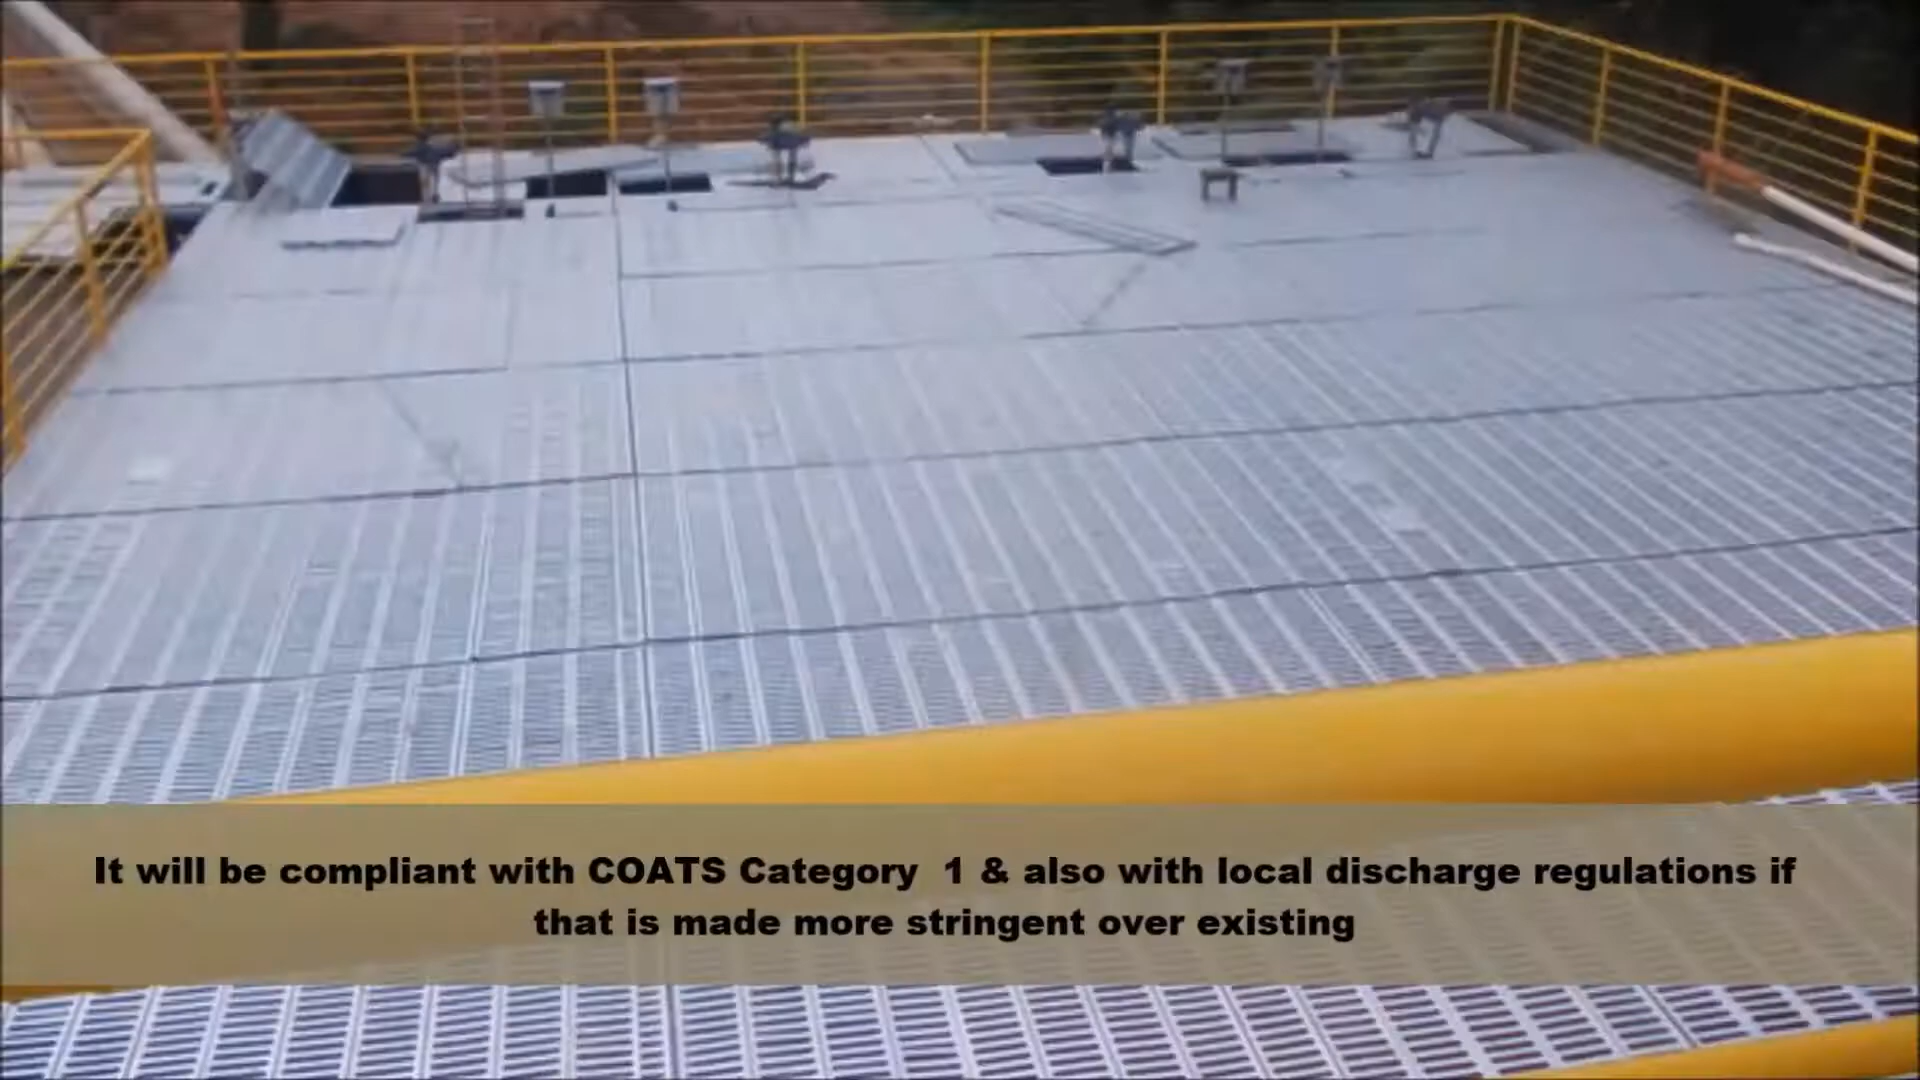 It will be compliant with COATS Category  1 & also with local discharge regulations if
that is made more stringent over existing